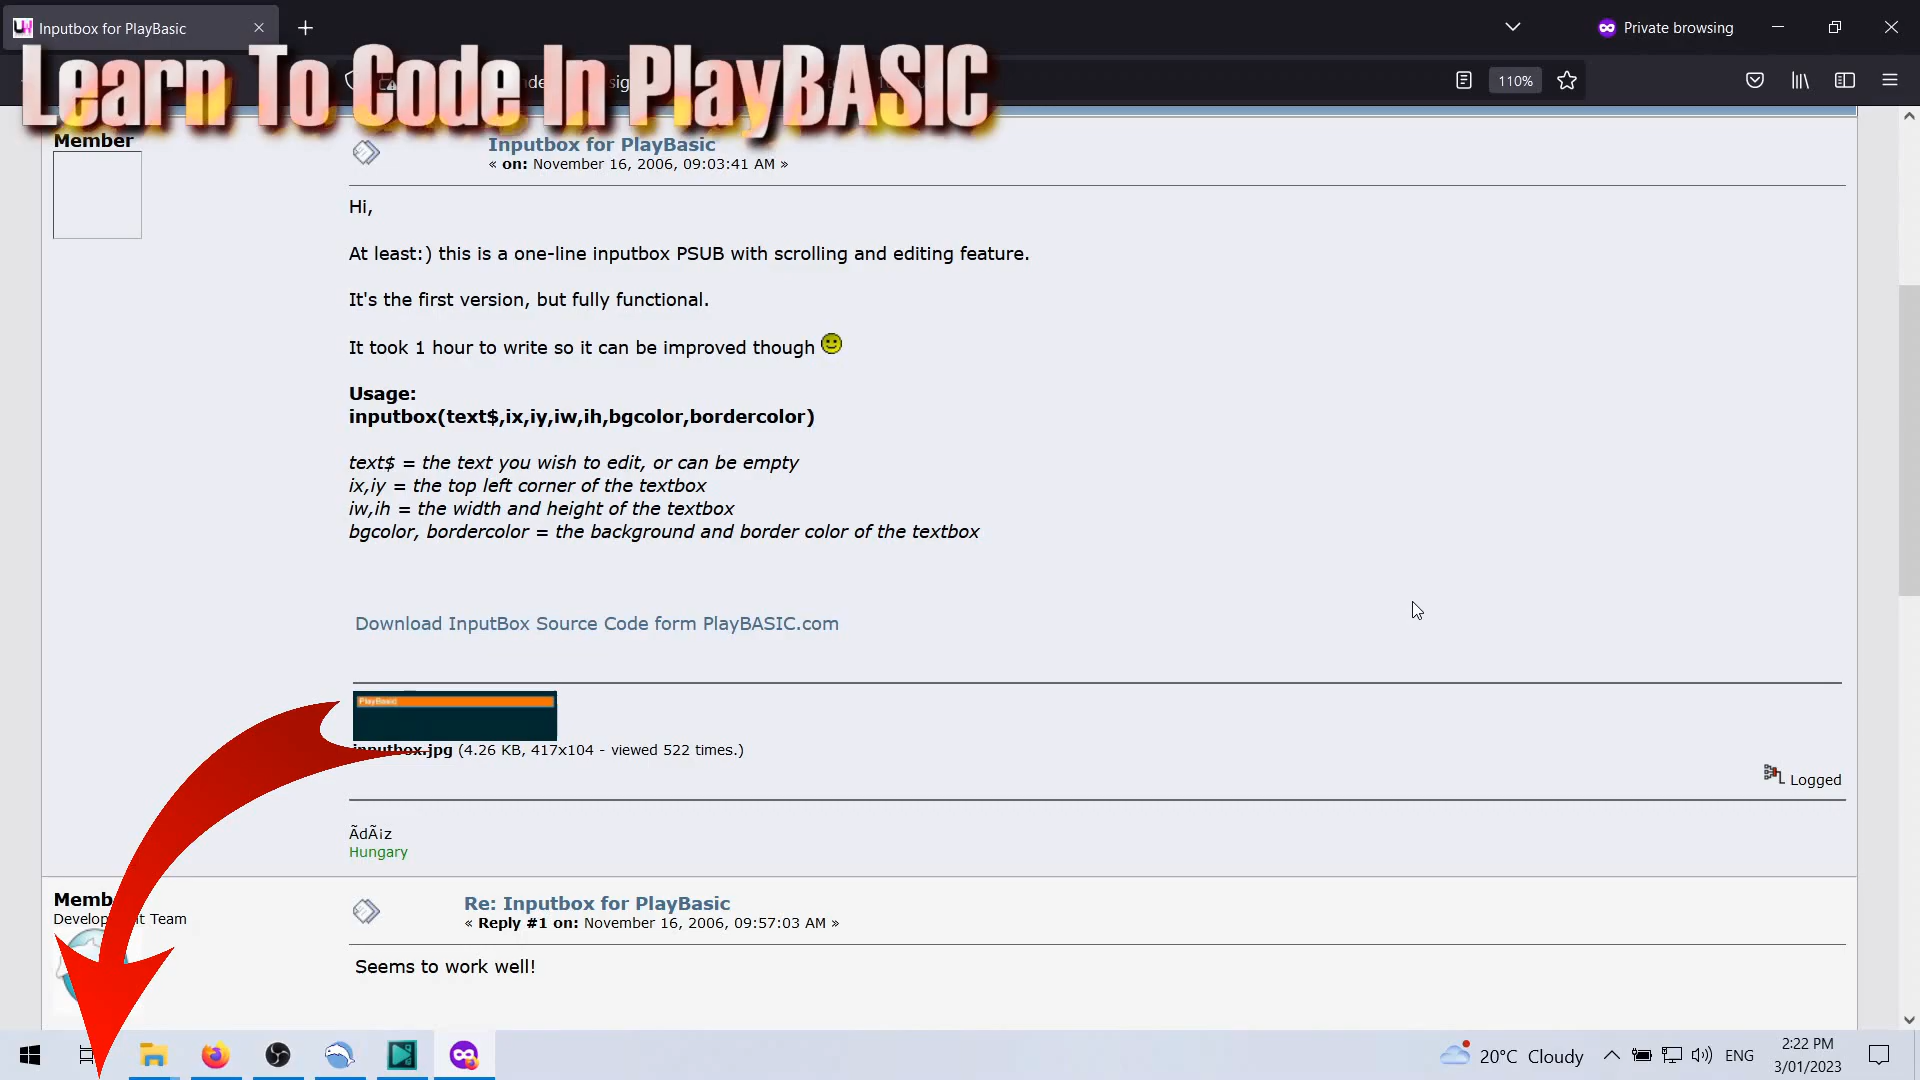 Inputbox for PlayBasic
Private browsing
Learn To Code In PlayBASIC
110%
Member
Inputbox for PlayBasic
« on: November 16, 2006, 09:03:41 AM »
Hi,
At least:) this is a one-line inputbox PSUB with scrolling and editing feature.
It's the first version, but fully functional.
It took 1 hour to write so it can be improved though
Usage:
inputbox(text$,ix,iy,iw,ih,bgcolor,bordercolor)
text$ = the text you wish to edit, or can be empty
ix,iy = the top left corner of the textbox
iw,ih = the width and height of the textbox
bgcolor, bordercolor = the background and border color of the textbox
Download InputBox Source Code form PlayBASIC.com
PlayBasic
inputbox.jpg (4.26 KB, 417x104 - viewed 522 times.)
Logged
ÃdÃ¡z
Hungary
Re: Inputbox for PlayBasic
« Reply #1 on: November 16, 2006, 09:57:03 AM »
Seems to work well!
20°C Cloudy
ENG
2:22 PM
3/01/2023